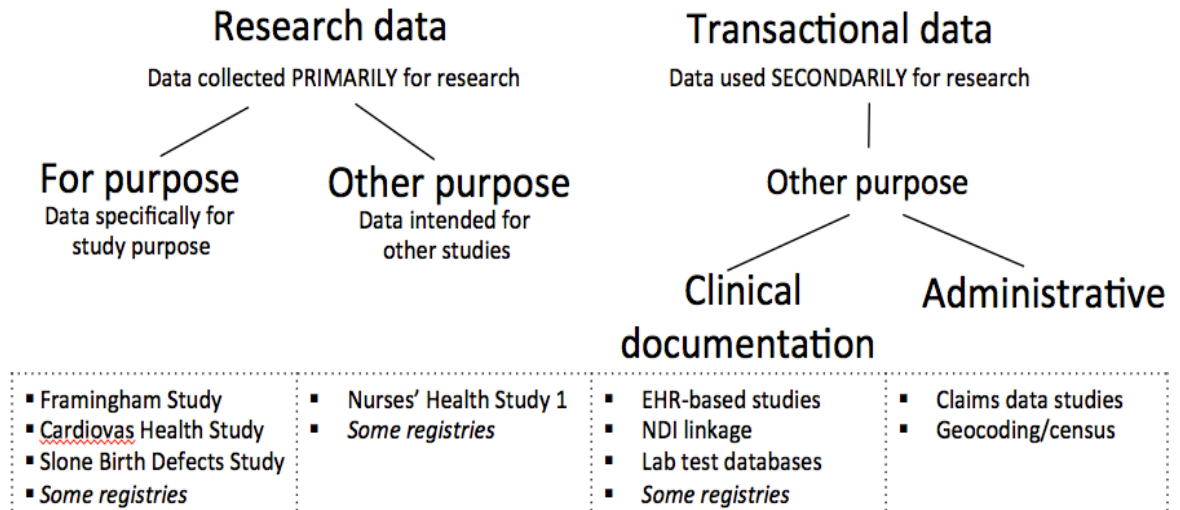 Research data
Data collected PRIMARILY for research
For purpose
Data specifically for
study purpose
Other purpose
Data intended for
other studies
Transactional data
Data used SECONDARILY for research
Other purpose
Clinical
documentation
Administrative
▪ Framingham Study
▪ Cardiovas Health Study
▪ Slone Birth Defects Study
▪ Some registries
▪ Nurses’ Health Study 1
▪ Some registries
▪ EHR-based studies
▪ NDI linkage
▪ Lab test databases
▪ Some registries
▪ Claims data studies
▪ Geocoding/census